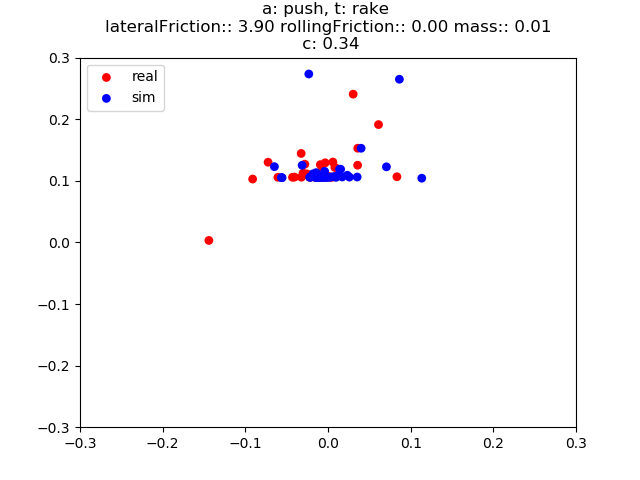 a: push, t: rake
lateralFriction:: 3.90 rollingFriction:: 0.00 mass:: 0.01
c: 0.34
real
sim
0.3
0.2
0.1
0.0
−0.1
−0.2
−0.3
−0.3 −0.2 −0.1 0.0 0.1 0.2 0.3